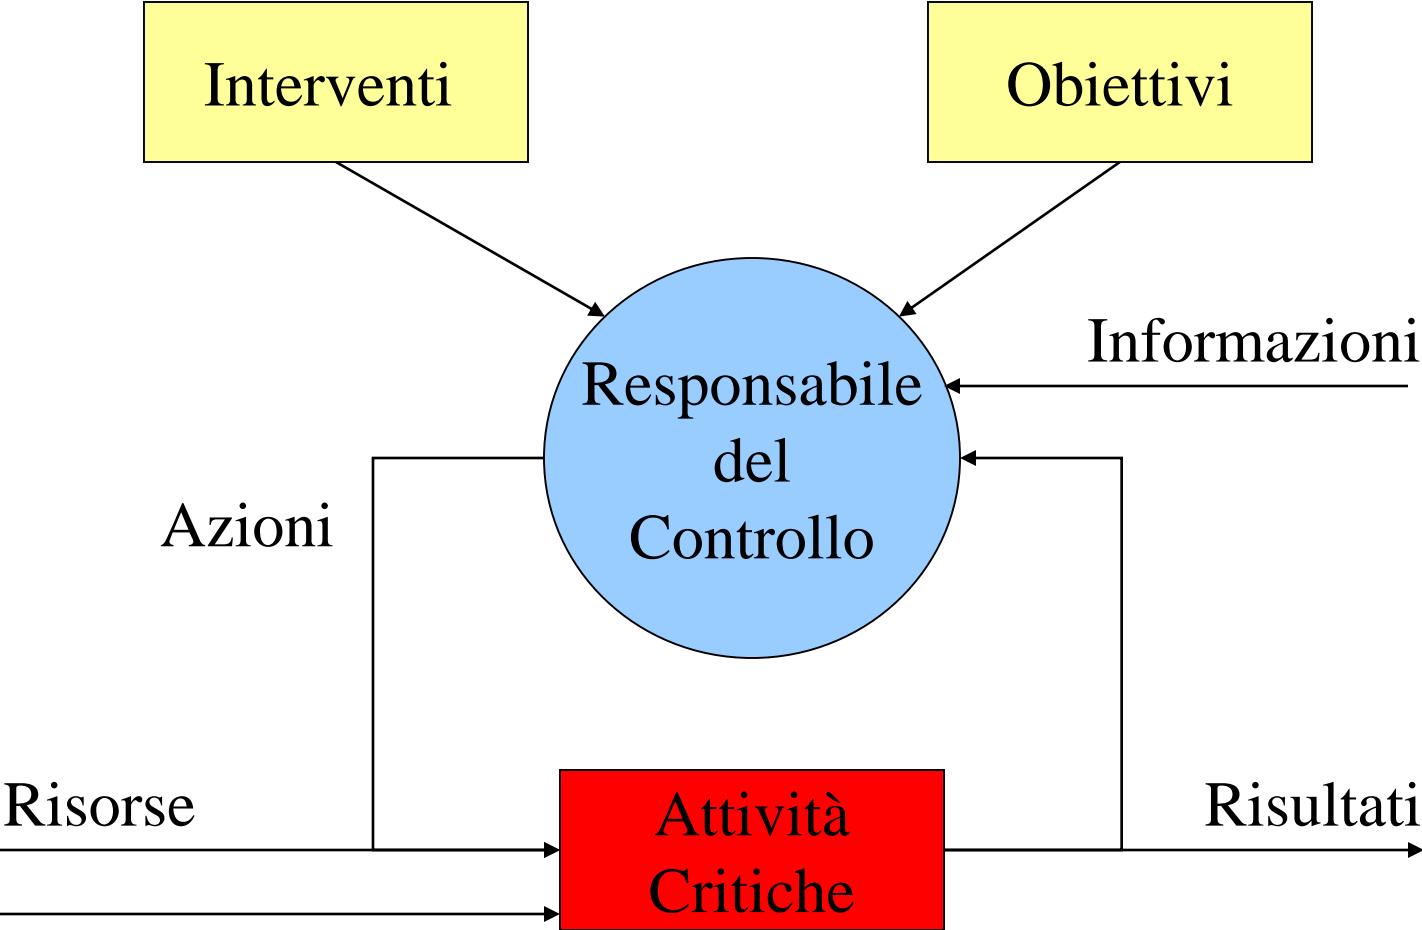 Interventi
Obiettivi
Informazioni
Responsabile
del
Controllo
Azioni
Risorse
Attività
Critiche
Risultati